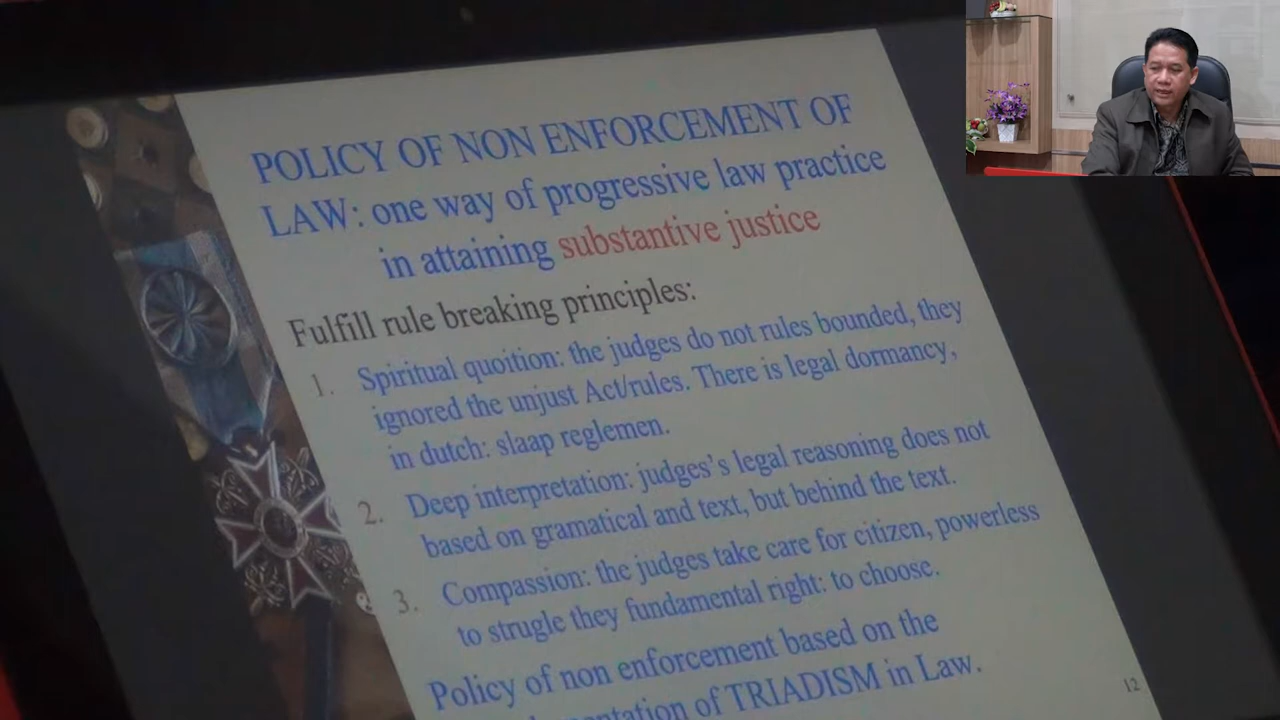 POLICY OF NON ENFORCEMENT OF
LAW: one way of progressive law practice
in attaining substantive justice
Fulfill rule breaking principles:
1. Spiritual quoition: the judges do not rules bounded, they
ignored the unjust Act/rules. There is legal dormancy,
in dutch: slaap reglemen.
2. Deep interpretation: judges's legal reasoning does not
based on gramatical and text, but behind the text.
3. Compassion: the judges take care for citizen, powerless
to strugle they fundamental right: to choose.
Policy of non enforcement based on the
of TRIADISM in Law.
12